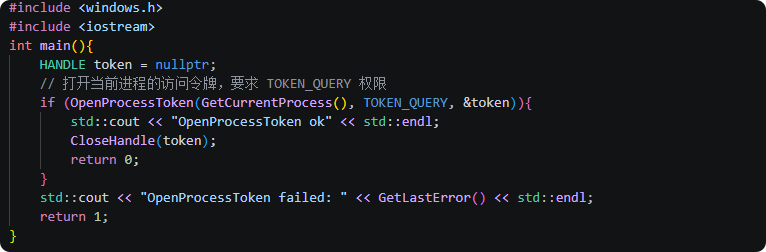 #include <windows.h>
#include <iostream>
int main(){
    HANDLE token = nullptr;
    // 打开当前进程的访问令牌，要求 TOKEN_QUERY 权限
    if (OpenProcessToken(GetCurrentProcess(), TOKEN_QUERY, &token)){
        std::cout << "OpenProcessToken ok" << std::endl;
        CloseHandle(token);
        return 0;
    }
    std::cout << "OpenProcessToken failed: " << GetLastError() << std::endl;
    return 1;
}